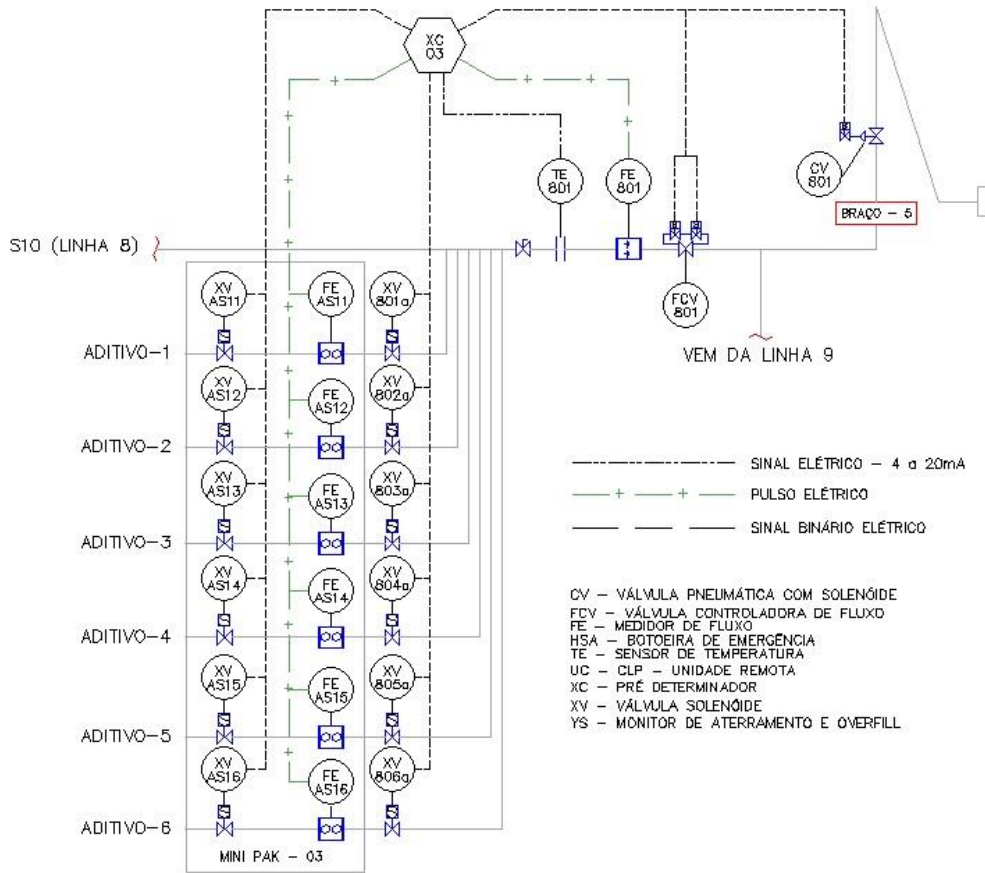 XC
03
TE
801
FE
801
CV
801
BRAÇO - 5
S10 (LINHA 8)
FCV
801
VEM DA LINHA 9
XV
AS11
FE
AS11
XV
801a
ADITIVO-1
XV
AS12
FE
AS12
XV
802a
ADITIVO-2
XV
AS13
FE
AS13
XV
803a
ADITIVO-3
XV
AS14
FE
AS14
XV
804a
ADITIVO-4
XV
AS15
FE
AS15
XV
805a
ADITIVO-5
XV
AS16
FE
AS16
XV
806a
ADITIVO-6
MINI PAK - 03
SINAL ELÉTRICO - 4 a 20mA
PULSO ELÉTRICO
SINAL BINÁRIO ELÉTRICO
CV - VÁLVULA PNEUMÁTICA COM SOLENÓIDE
FCV - VÁLVULA CONTROLADORA DE FLUXO
FE - MEDIDOR DE FLUXO
HSA - BOTOEIRA DE EMERGÊNCIA
TE - SENSOR DE TEMPERATURA
UC - CLP - UNIDADE REMOTA
XC - PRÉ DETERMINADOR
XV - VÁLVULA SOLENÓIDE
YS - MONITOR DE ATERRAMENTO E OVERFILL